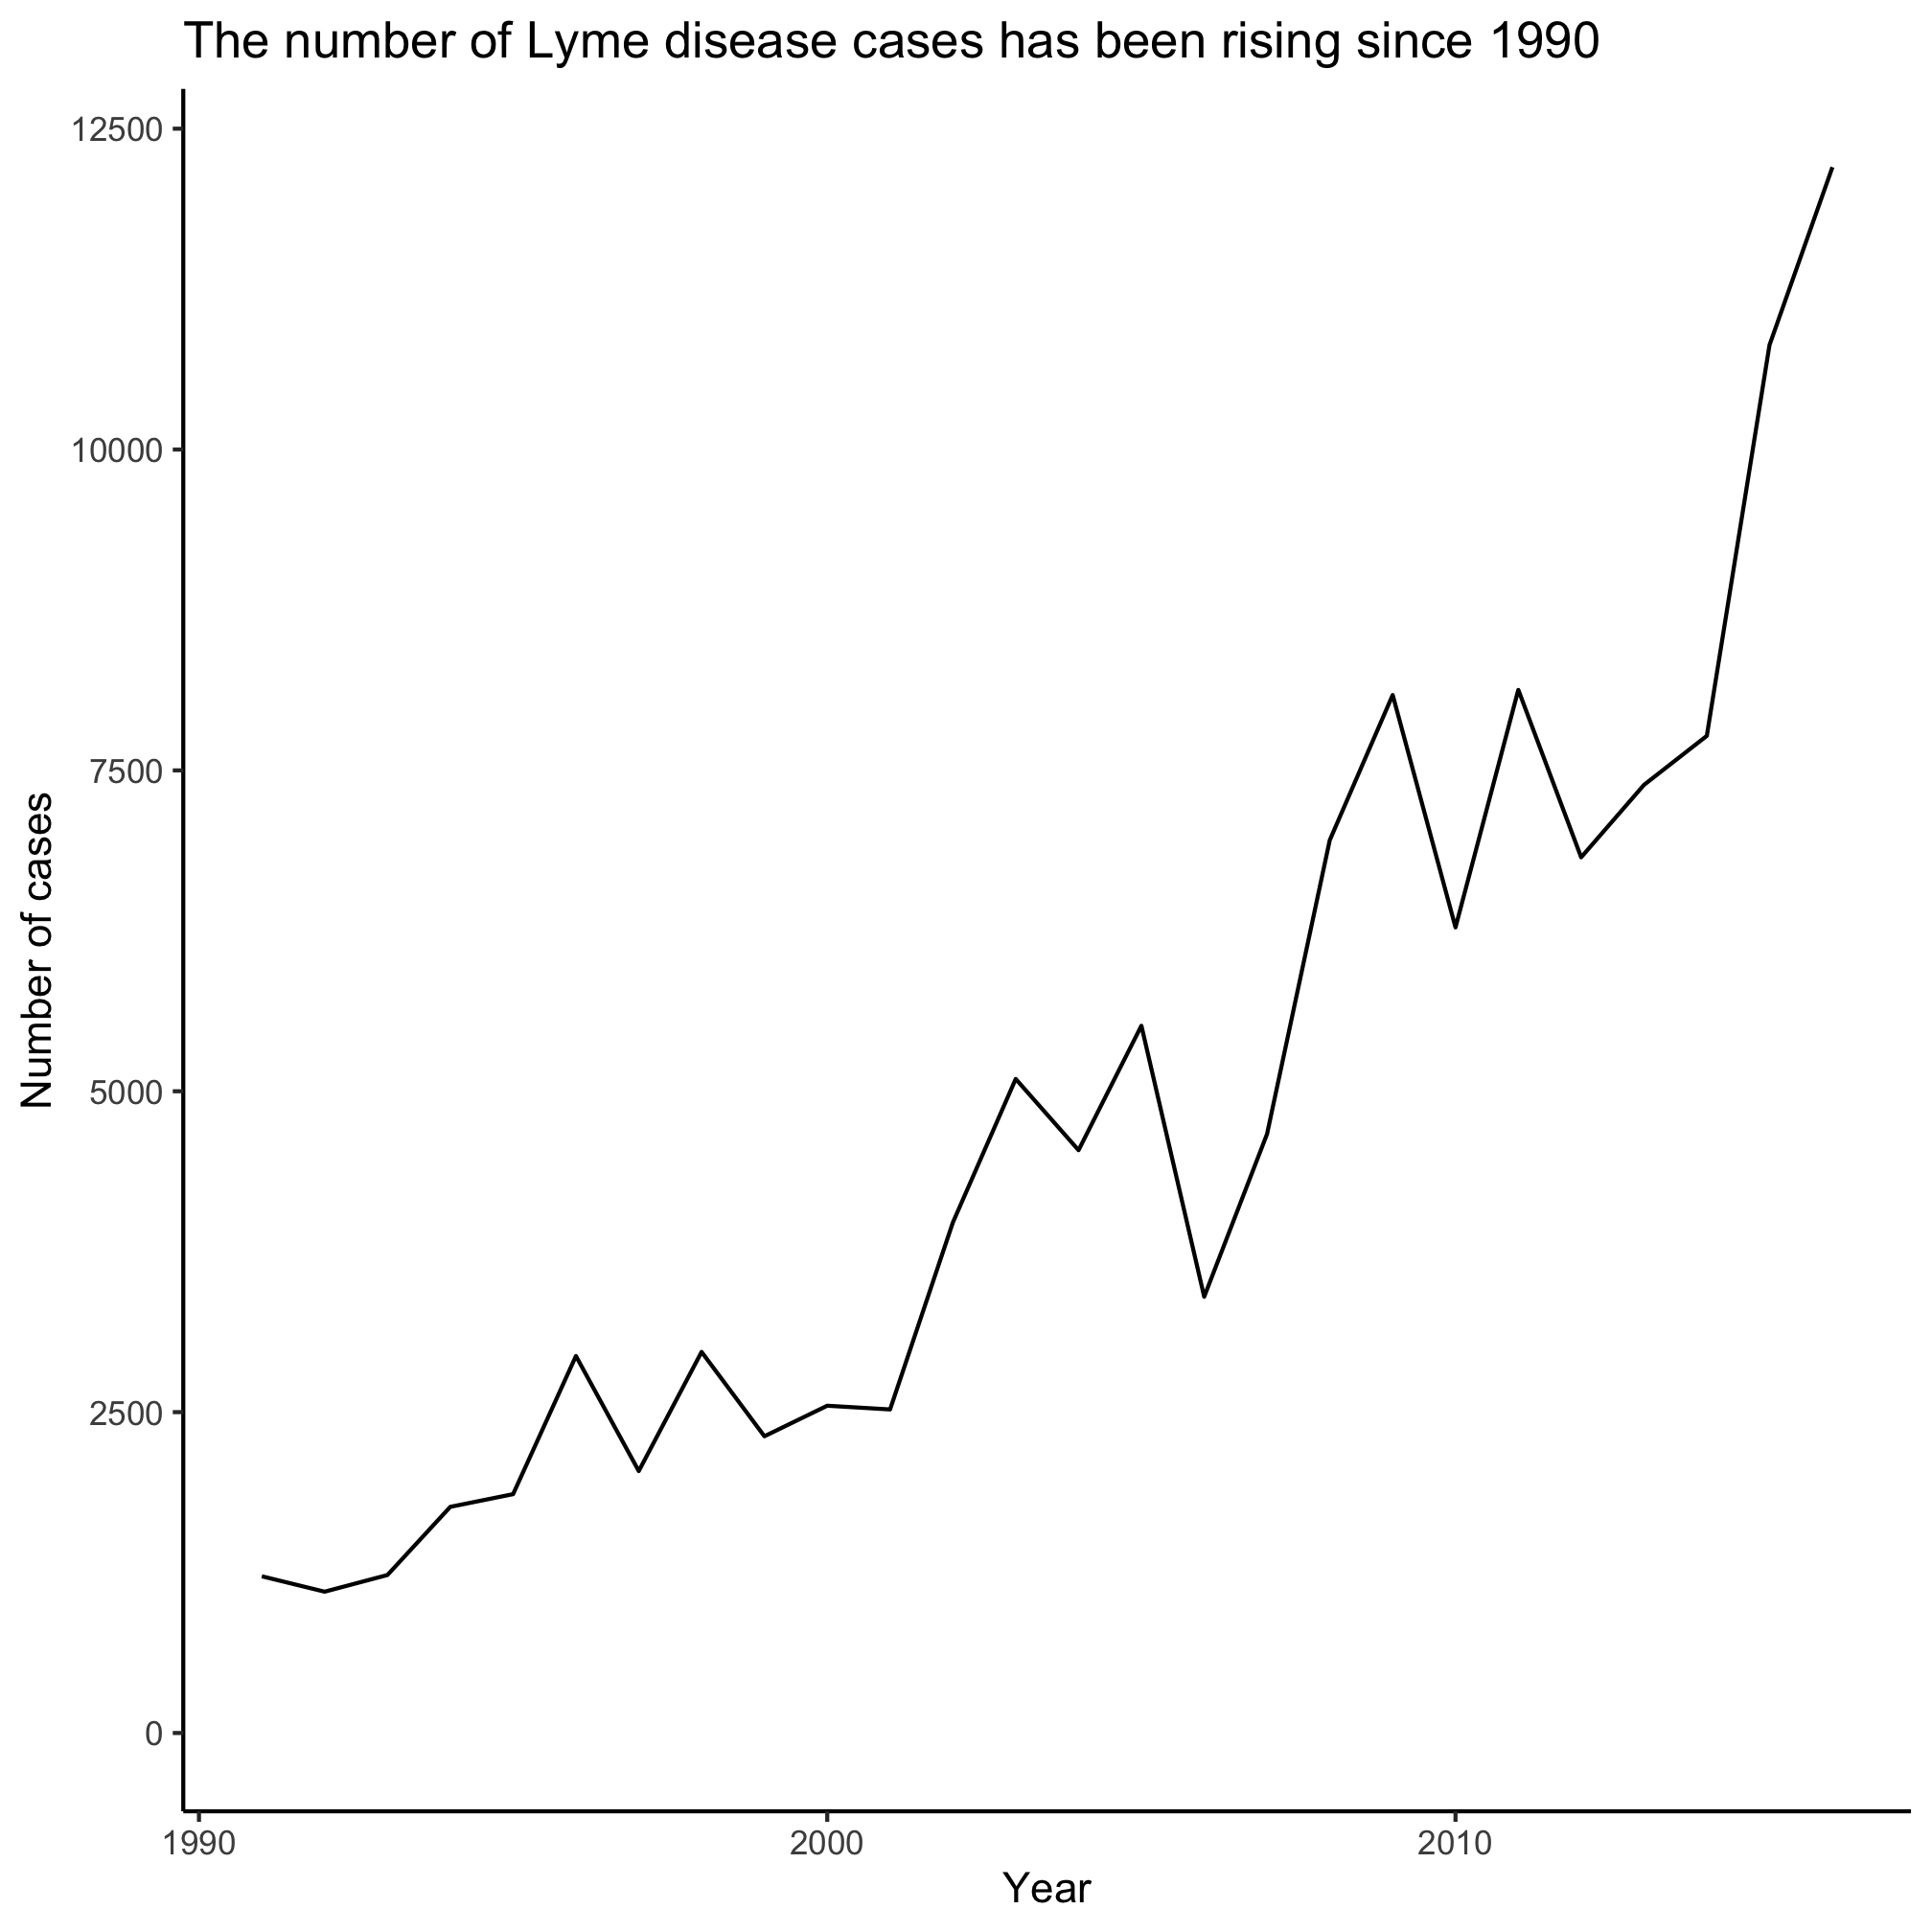 The number of Lyme disease cases has been rising since 1990
12500
10000
7500
5000
2500
0
Number of cases
1990 2000 2010
Year